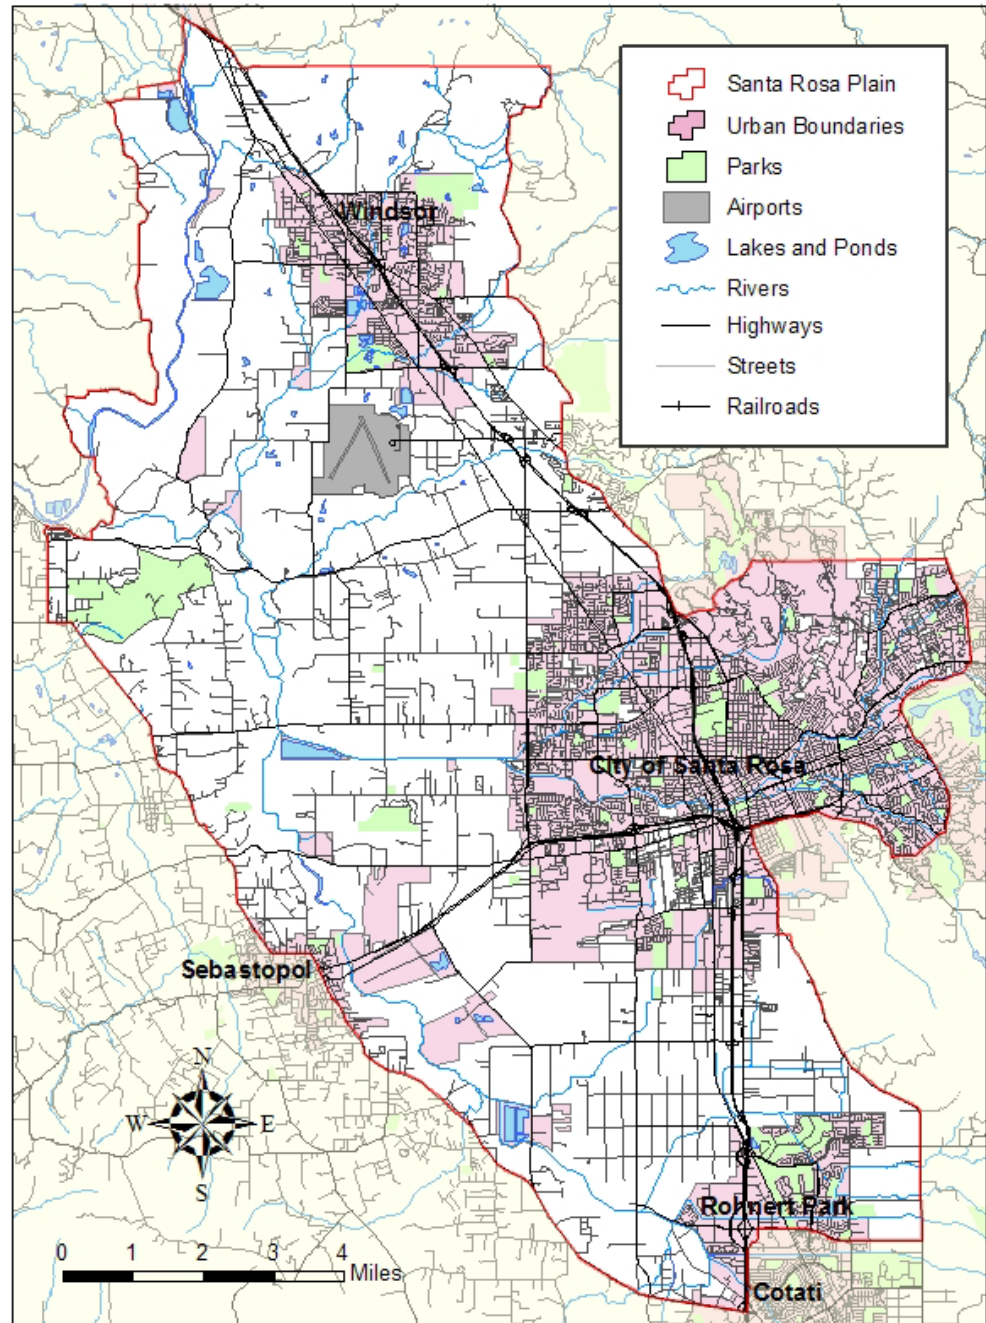 Santa Rosa Plain
Urban Boundaries
Parks
Airports
Lakes and Ponds
Rivers
Highways
Streets
Railroads
Windsor
City of Santa Rosa
Sebastopol
N
W E
S
Rohnert Park
0 1 2 3 4
Miles
Cotati